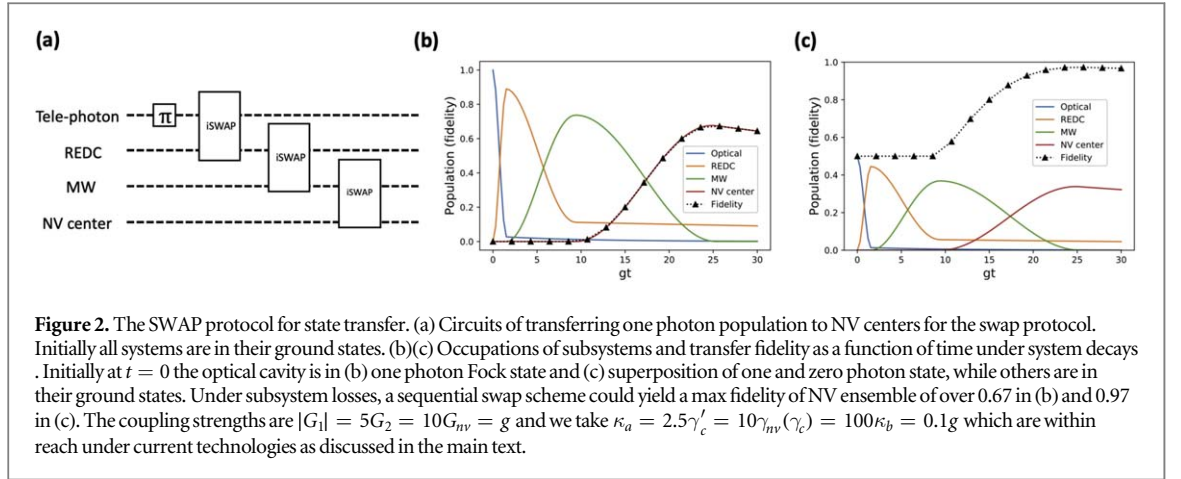 (a)
Tele-photon
REDC
MW
NV center
π
iSWAP
iSWAP
iSWAP
(b)
Population (fidelity)
1.0
0.8
0.6
0.4
0.2
0.0
0 5 10 15 20 25 30
gt
Optical
REDC
MW
NV center
Fidelity
(c)
Population (fidelity)
1.0
0.8
0.6
0.4
0.2
0.0
0 5 10 15 20 25 30
gt
Optical
REDC
MW
NV center
Fidelity
Figure 2. The SWAP protocol for state transfer. (a) Circuits of transferring one photon population to NV centers for the swap protocol.
Initially all systems are in their ground states. (b)(c) Occupations of subsystems and transfer fidelity as a function of time under system decays
. Initially at t = 0 the optical cavity is in (b) one photon Fock state and (c) superposition of one and zero photon state, while others are in
their ground states. Under subsystem losses, a sequential swap scheme could yield a max fidelity of NV ensemble of over 0.67 in (b) and 0.97
in (c). The coupling strengths are |G₁| = 5G₂ = 10Gₙᵥ = g and we take κₐ = 2.5γ′c = 10γₙᵥ(γc) = 100κb = 0.1g which are within
reach under current technologies as discussed in the main text.